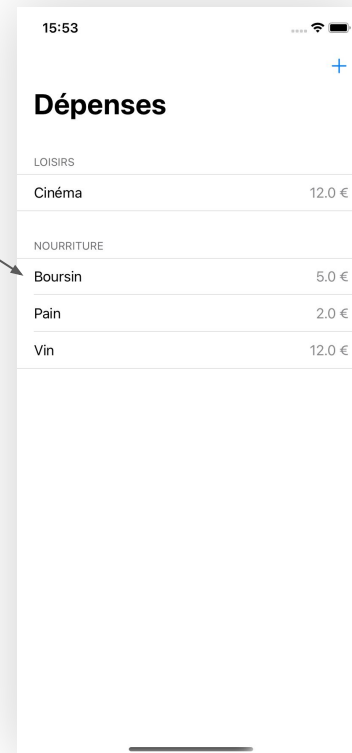 15:53
+
Dépenses
LOISIRS
Cinéma 12.0 €
NOURRITURE
Boursin 5.0 €
Pain 2.0 €
Vin 12.0 €